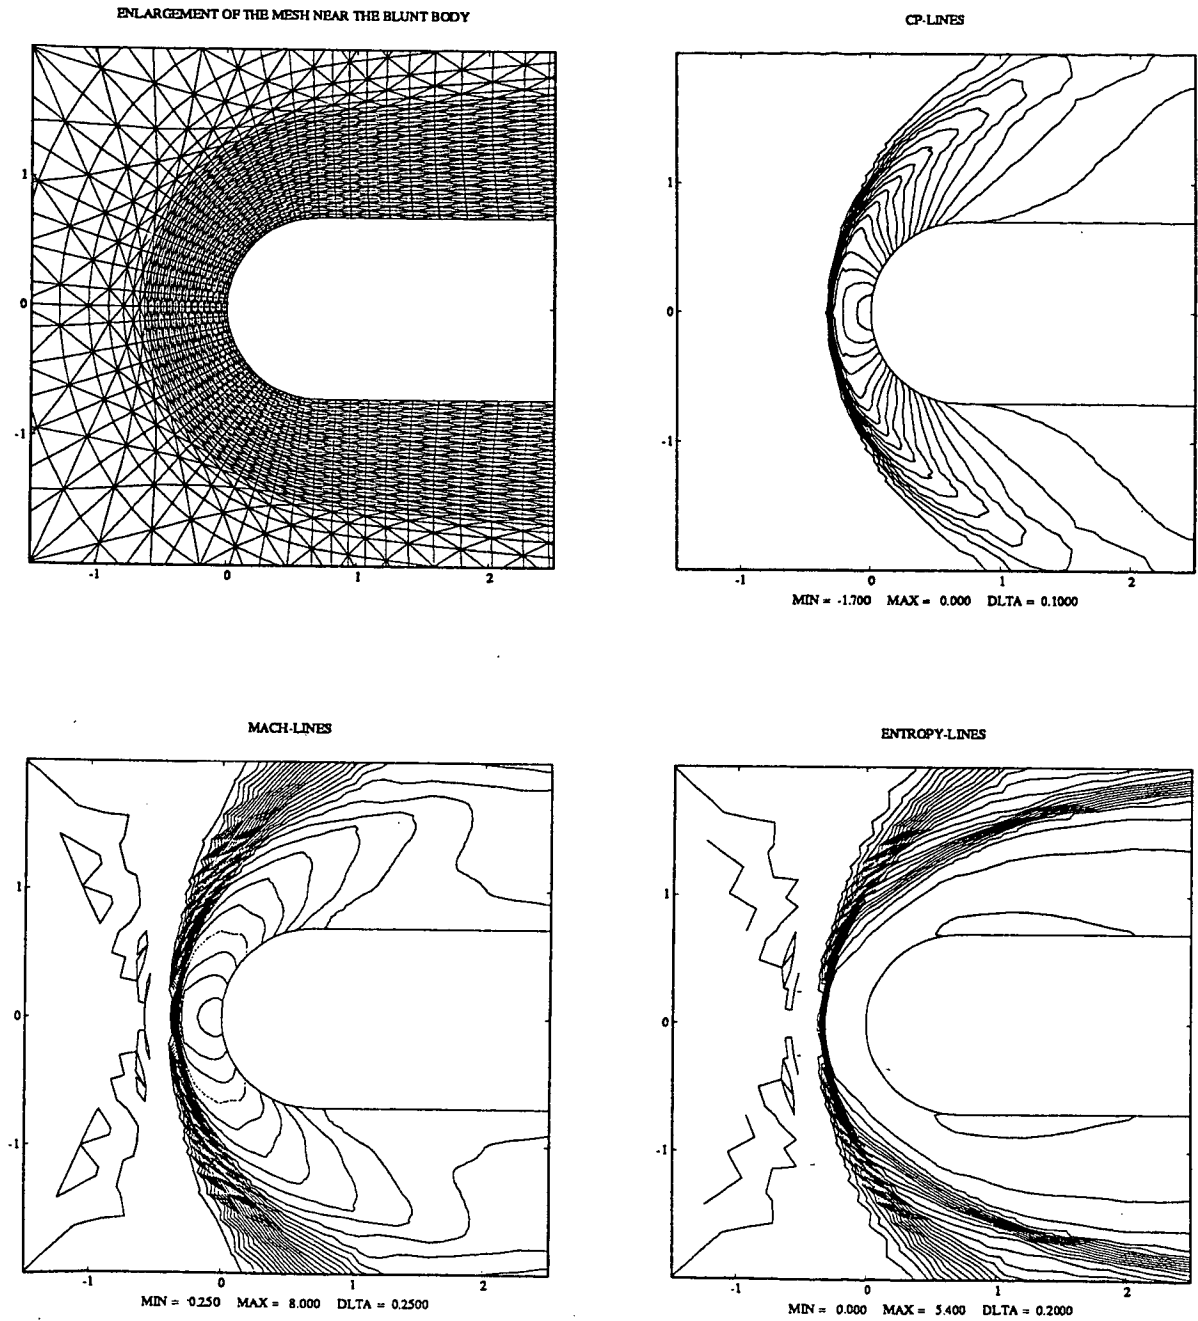 ENLARGEMENT OF THE MESH NEAR THE BLUNT BODY
1
0
-1
-1 0 1 2
CP-LINES
1
0
-1
-1 0 1 2
MIN = -1.700 MAX = 0.000 DLTA = 0.1000
MACH-LINES
1
0
-1
-1 0 1 2
MIN = 0.250 MAX = 8.000 DLTA = 0.2500
ENTROPY-LINES
1
0
-1
-1 0 1 2
MIN = 0.000 MAX = 5.400 DLTA = 0.2000